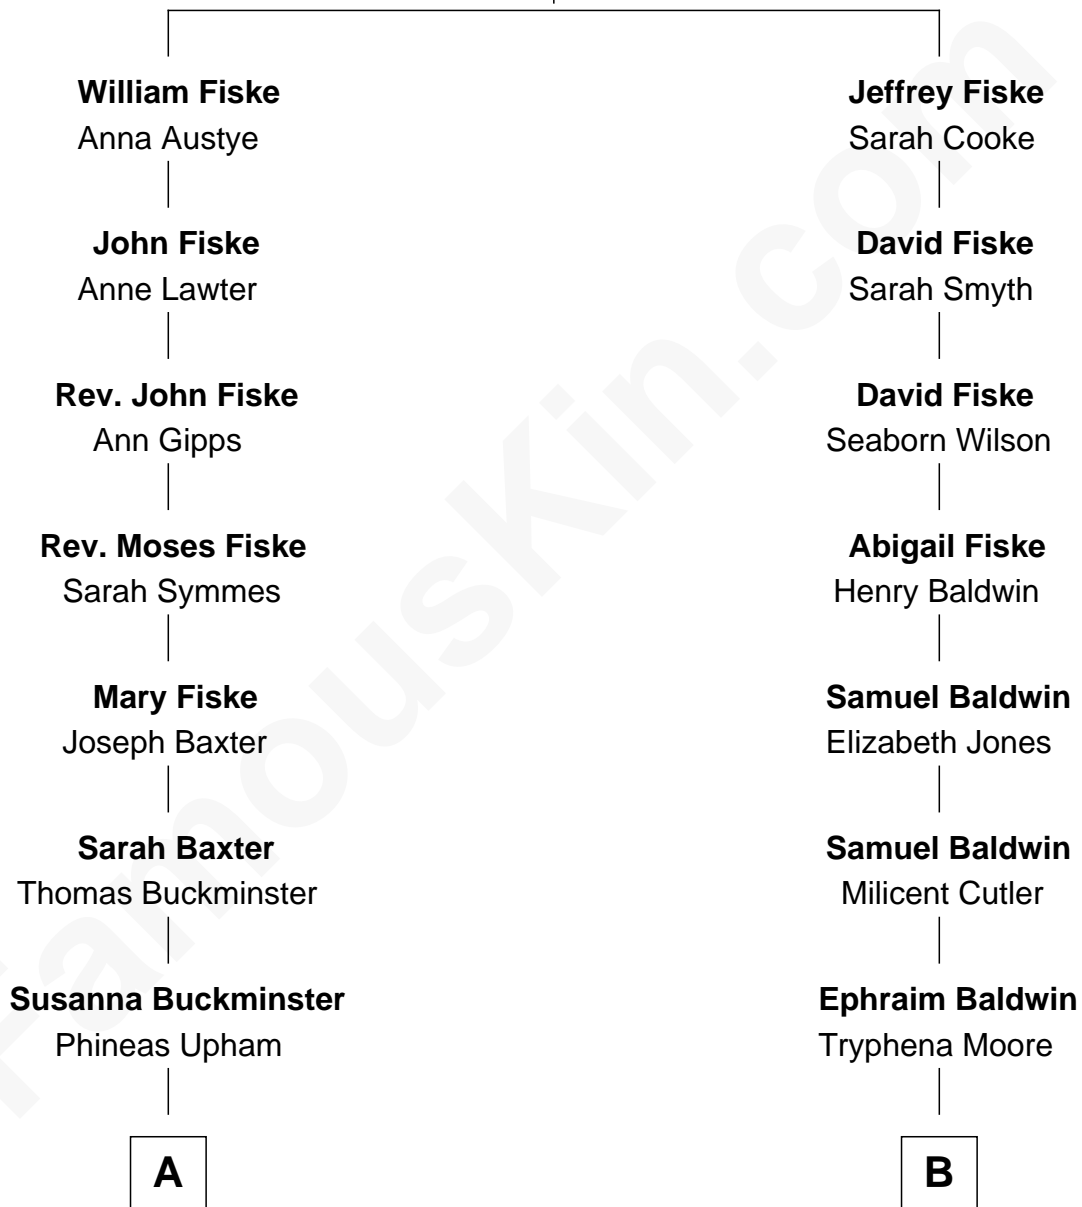 William Fiske
Anna Austye
John Fiske
Anne Lawter
Rev. John Fiske
Ann Gipps
Rev. Moses Fiske
Sarah Symmes
Mary Fiske
Joseph Baxter
Sarah Baxter
Thomas Buckminster
Susanna Buckminster
Phineas Upham
A
Jeffrey Fiske
Sarah Cooke
David Fiske
Sarah Smyth
David Fiske
Seaborn Wilson
Abigail Fiske
Henry Baldwin
Samuel Baldwin
Elizabeth Jones
Samuel Baldwin
Milicent Cutler
Ephraim Baldwin
Tryphena Moore
B
FamousKin.com